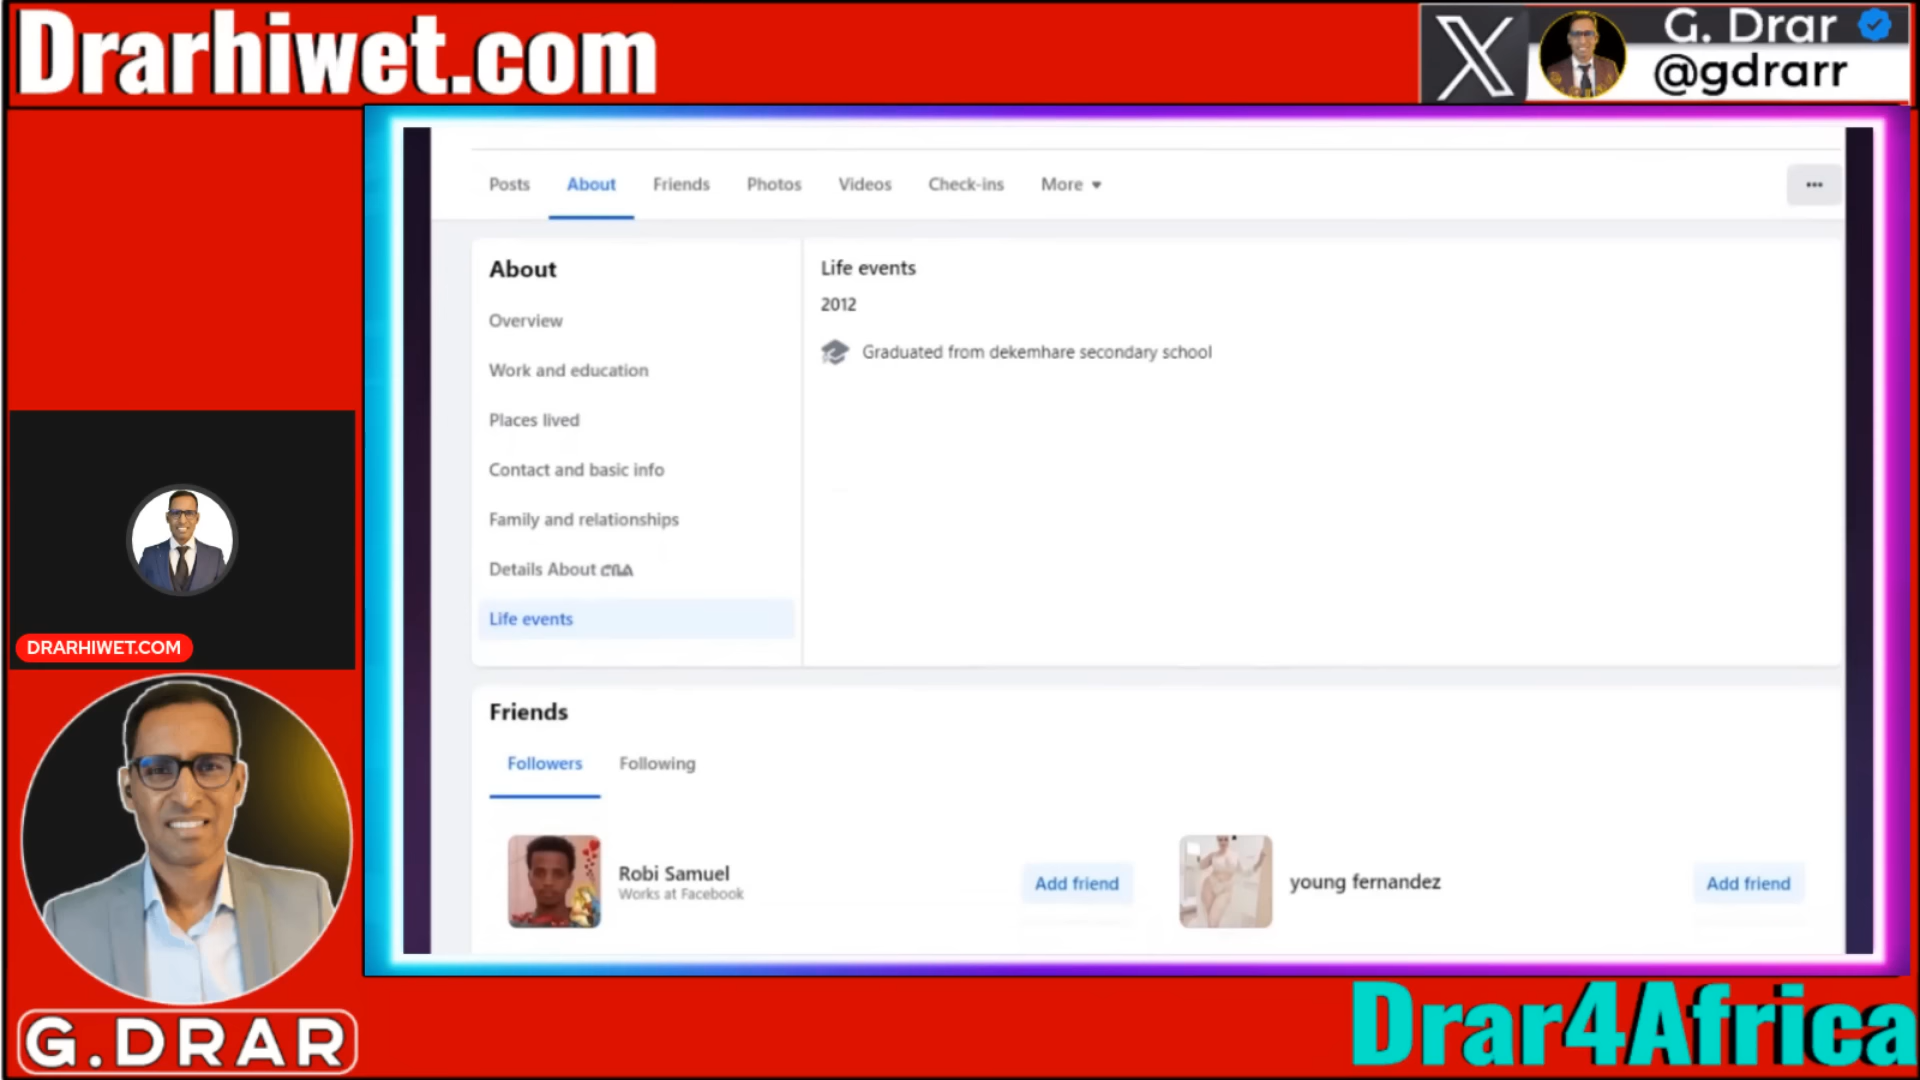 Drarhiwet.com
G. Drar
@gdrarr
Posts
About
Friends
Photos
Videos
Check-ins
More
About
Overview
Work and education
Places lived
Contact and basic info
Family and relationships
Details About
Life events
Life events
2012
Graduated from dekemhare secondary school
DRARHIWET.COM
Friends
Followers
Following
Robi Samuel
Works at Facebook
Add friend
young fernandez
Add friend
G.DRAR
Drar4Africa